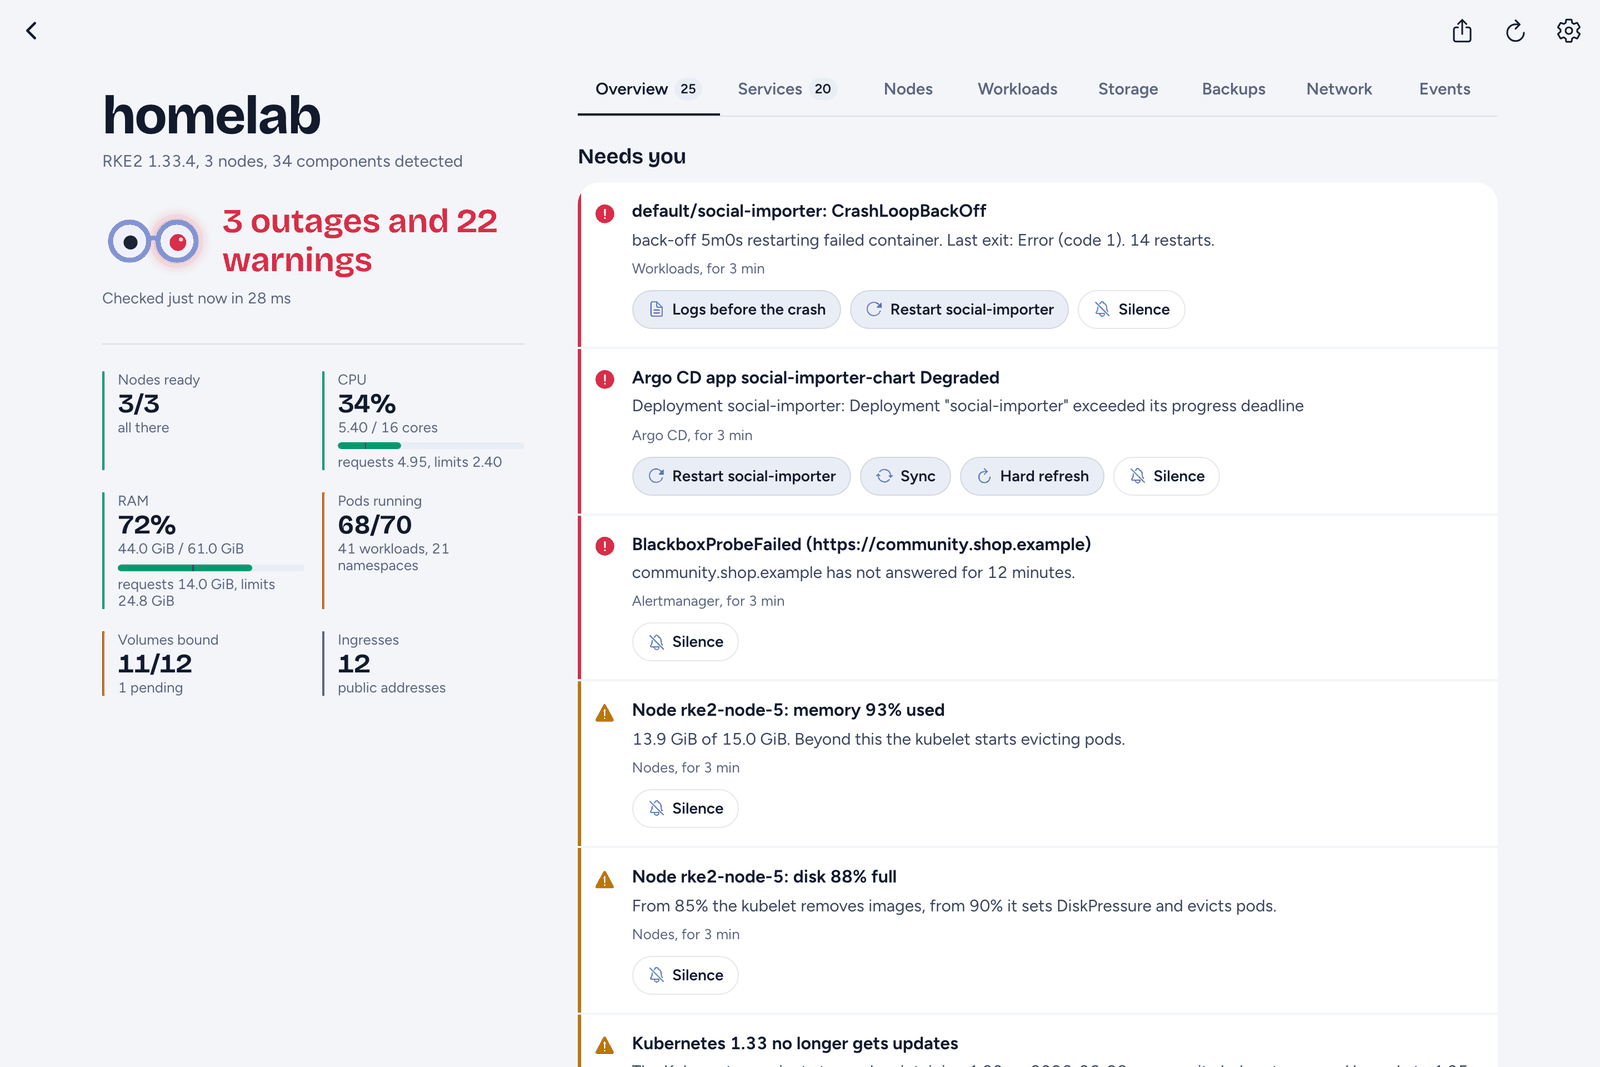 homelab
RKE2 1.33.4, 3 nodes, 34 components detected
3 outages and 22
warnings
Checked just now in 28 ms
Nodes ready
3/3
all there
CPU
34%
5.40 / 16 cores
requests 4.95, limits 2.40
RAM
72%
44.0 GiB / 61.0 GiB
requests 14.0 GiB, limits
24.8 GiB
Pods running
68/70
41 workloads, 21
namespaces
Volumes bound
11/12
1 pending
Ingresses
12
public addresses
Overview 25
Services 20
Nodes
Workloads
Storage
Backups
Network
Events
Needs you
default/social-importer: CrashLoopBackOff
back-off 5m0s restarting failed container. Last exit: Error (code 1). 14 restarts.
Workloads, for 3 min
Logs before the crash
Restart social-importer
Silence
Argo CD app social-importer-chart Degraded
Deployment social-importer: Deployment "social-importer" exceeded its progress deadline
Argo CD, for 3 min
Restart social-importer
Sync
Hard refresh
Silence
BlackboxProbeFailed (https://community.shop.example)
community.shop.example has not answered for 12 minutes.
Alertmanager, for 3 min
Silence
Node rke2-node-5: memory 93% used
13.9 GiB of 15.0 GiB. Beyond this the kubelet starts evicting pods.
Nodes, for 3 min
Silence
Node rke2-node-5: disk 88% full
From 85% the kubelet removes images, from 90% it sets DiskPressure and evicts pods.
Nodes, for 3 min
Silence
Kubernetes 1.33 no longer gets updates